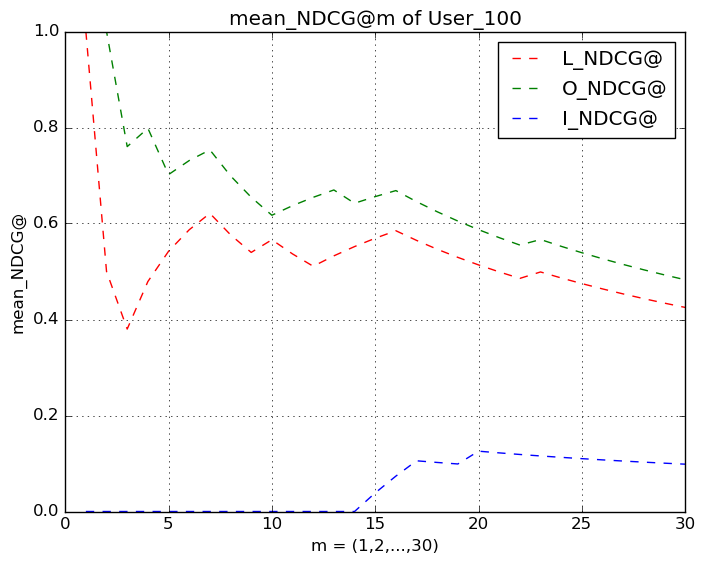 mean_NDCG@m of User_100
L_NDCG@
O_NDCG@
I_NDCG@
mean_NDCG@
1.0
0.8
0.6
0.4
0.2
0.0
0 5 10 15 20 25 30
m = (1,2,...,30)